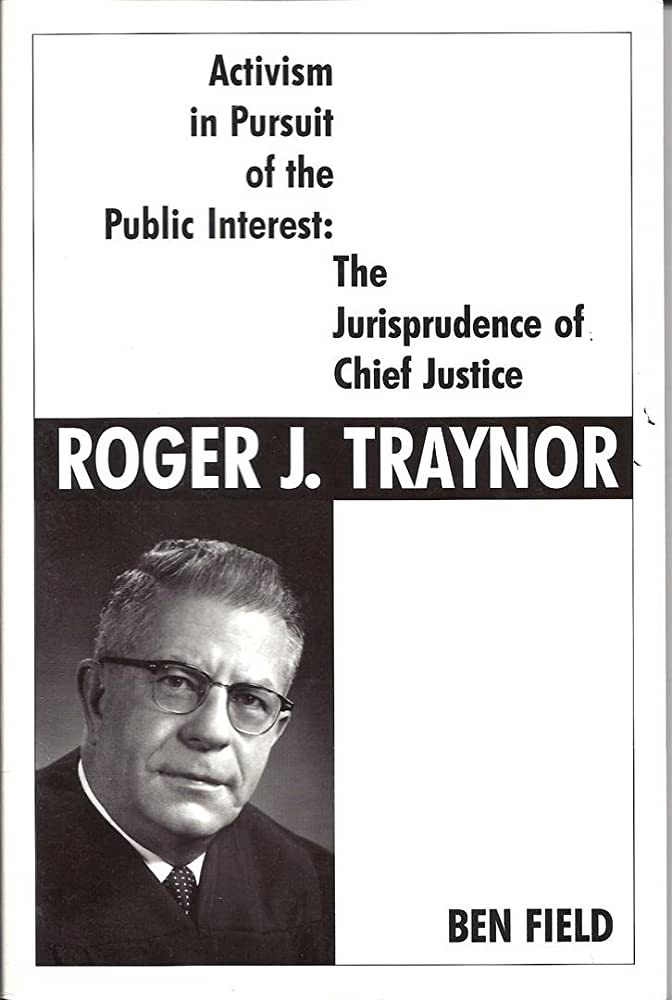 Activism
in Pursuit
of the
Public Interest:
The
Jurisprudence of
Chief Justice
ROGER J. TRAYNOR
BEN FIELD